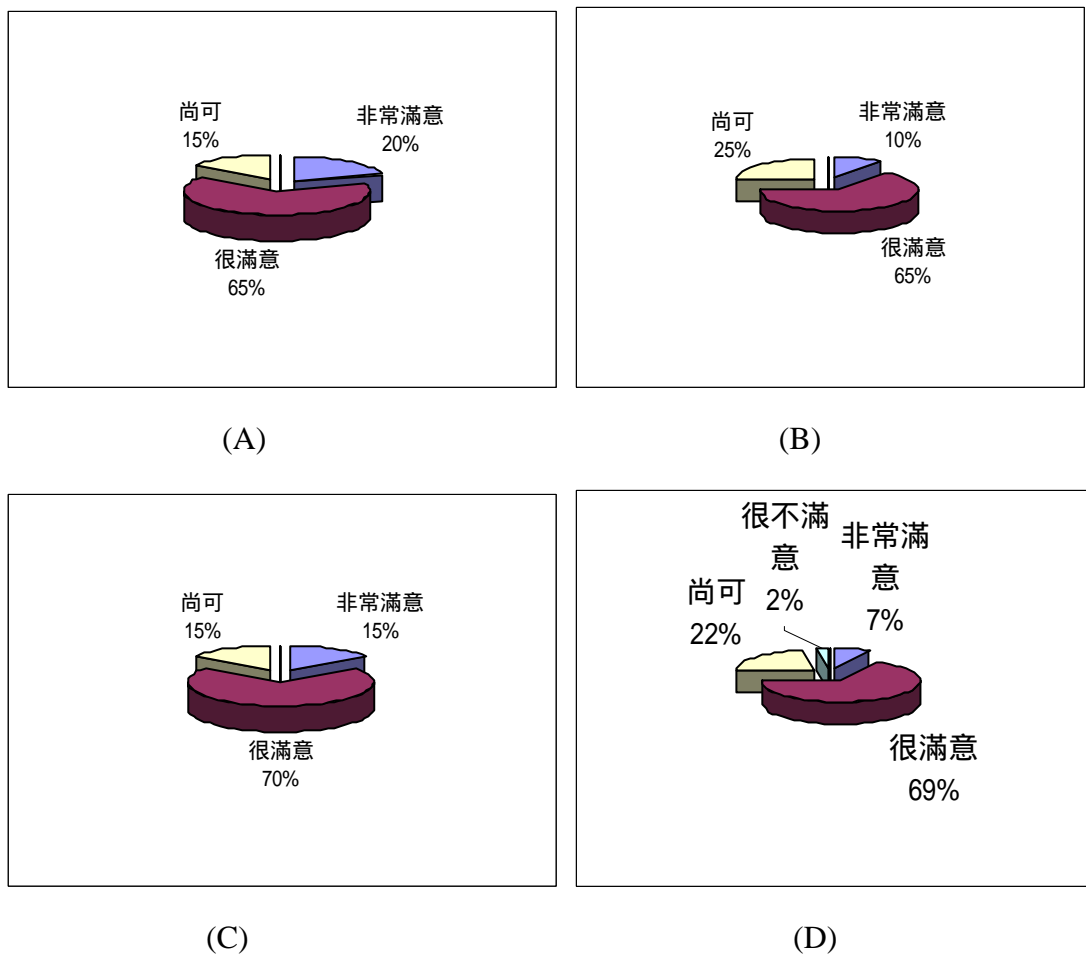 尚可
15%
非常滿意
20%
很滿意
65%
(A)
尚可
25%
非常滿意
10%
很滿意
65%
(B)
尚可
15%
非常滿意
15%
很滿意
70%
(C)
很不滿
意
2%
非常滿
意
7%
尚可
22%
很滿意
69%
(D)